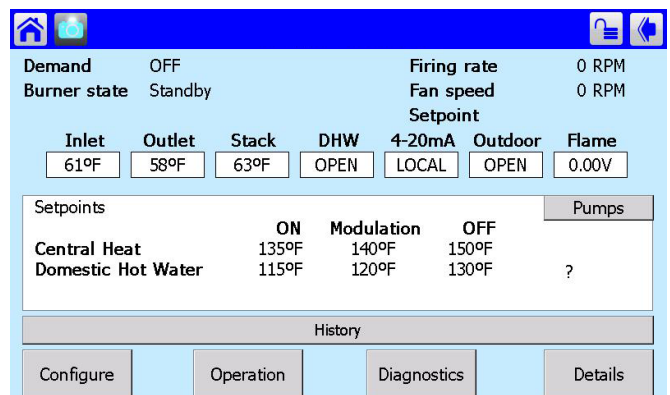 Demand OFF Firing rate 0 RPM
Burner state Standby Fan speed 0 RPM
Setpoint
Inlet Outlet Stack DHW 4-20mA Outdoor Flame
61ºF 58ºF 63ºF OPEN LOCAL OPEN 0.00V
Setpoints Pumps
ON Modulation OFF
Central Heat 135ºF 140ºF 150ºF
Domestic Hot Water 115ºF 120ºF 130ºF ?
History
Configure Operation Diagnostics Details